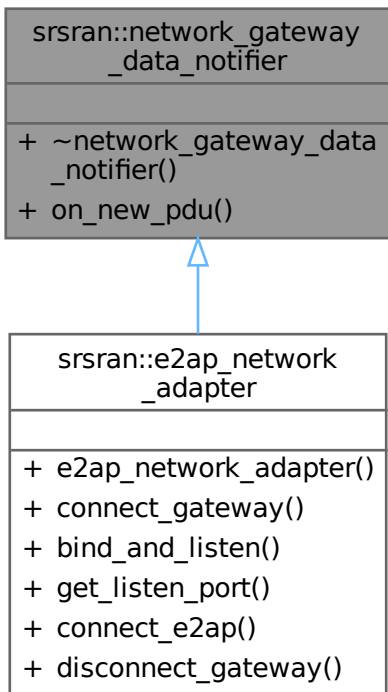 srsran::network_gateway
_data_notifier
+ ~network_gateway_data
_notifier()
+ on_new_pdu()
srsran::e2ap_network
_adapter
+ e2ap_network_adapter()
+ connect_gateway()
+ bind_and_listen()
+ get_listen_port()
+ connect_e2ap()
+ disconnect_gateway()